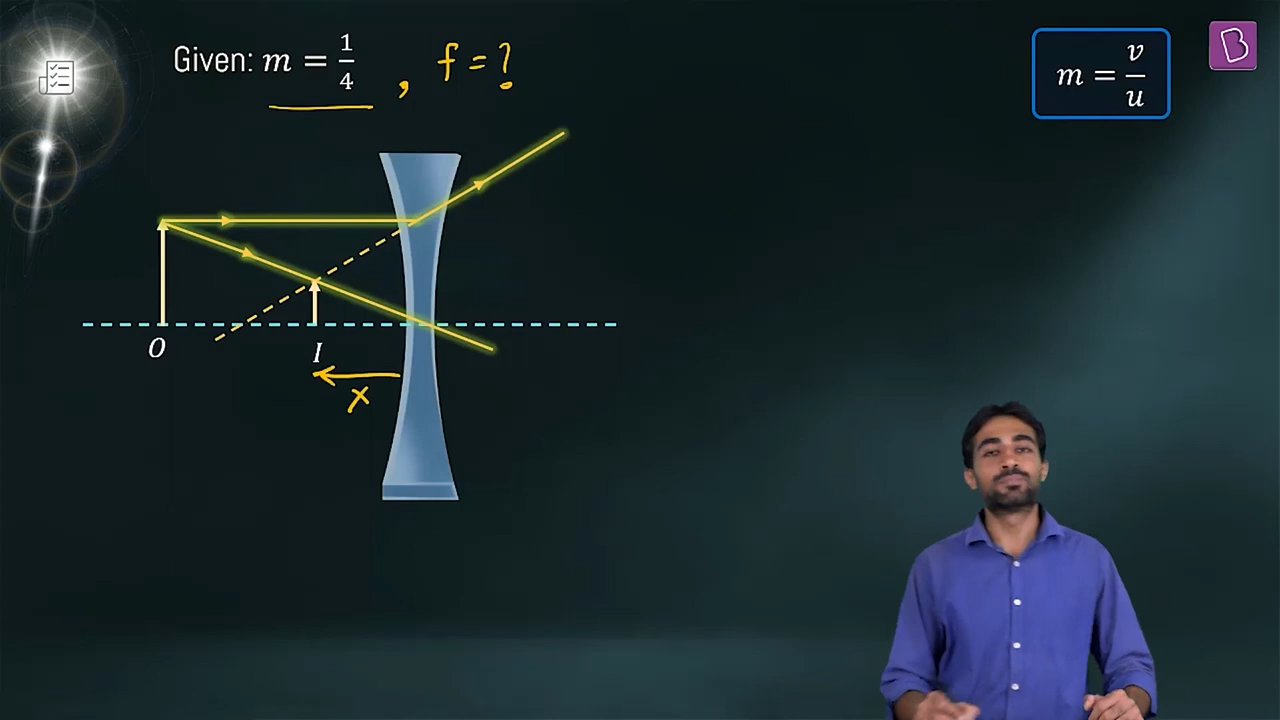 Given: m = 1/4 , f = ?
m = v/u
O
I
x
B